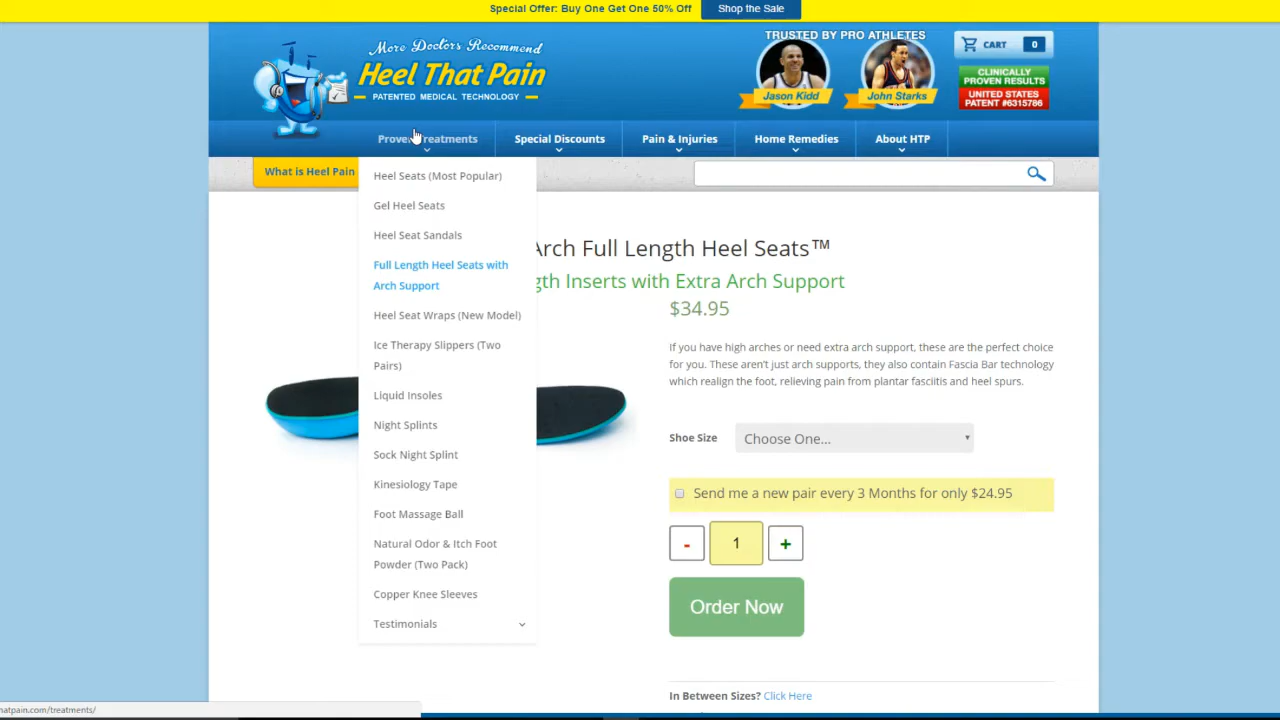 Special Offer: Buy One Get One 50% Off
Shop the Sale
More Doctors Recommend
Heel That Pain
PATENTED MEDICAL TECHNOLOGY
TRUSTED BY PRO ATHLETES
Jason Kidd
John Starks
CART 0
CLINICALLY
PROVEN RESULTS
UNITED STATES
PATENT #6315786
Proven Treatments
Special Discounts
Pain & Injuries
Home Remedies
About HTP
What is Heel Pain
Heel Seats (Most Popular)
Gel Heel Seats
Heel Seat Sandals
Full Length Heel Seats with
Arch Support
Heel Seat Wraps (New Model)
Ice Therapy Slippers (Two
Pairs)
Liquid Insoles
Night Splints
Sock Night Splint
Kinesiology Tape
Foot Massage Ball
Natural Odor & Itch Foot
Powder (Two Pack)
Copper Knee Sleeves
Testimonials
Arch Full Length Heel Seats™
gth Inserts with Extra Arch Support
$34.95
If you have high arches or need extra arch support, these are the perfect choice
for you. These aren't just arch supports, they also contain Fascia Bar technology
which realign the foot, relieving pain from plantar fasciitis and heel spurs.
Shoe Size
Choose One...
Send me a new pair every 3 Months for only $24.95
- 1 +
Order Now
In Between Sizes? Click Here
hatpain.com/treatments/